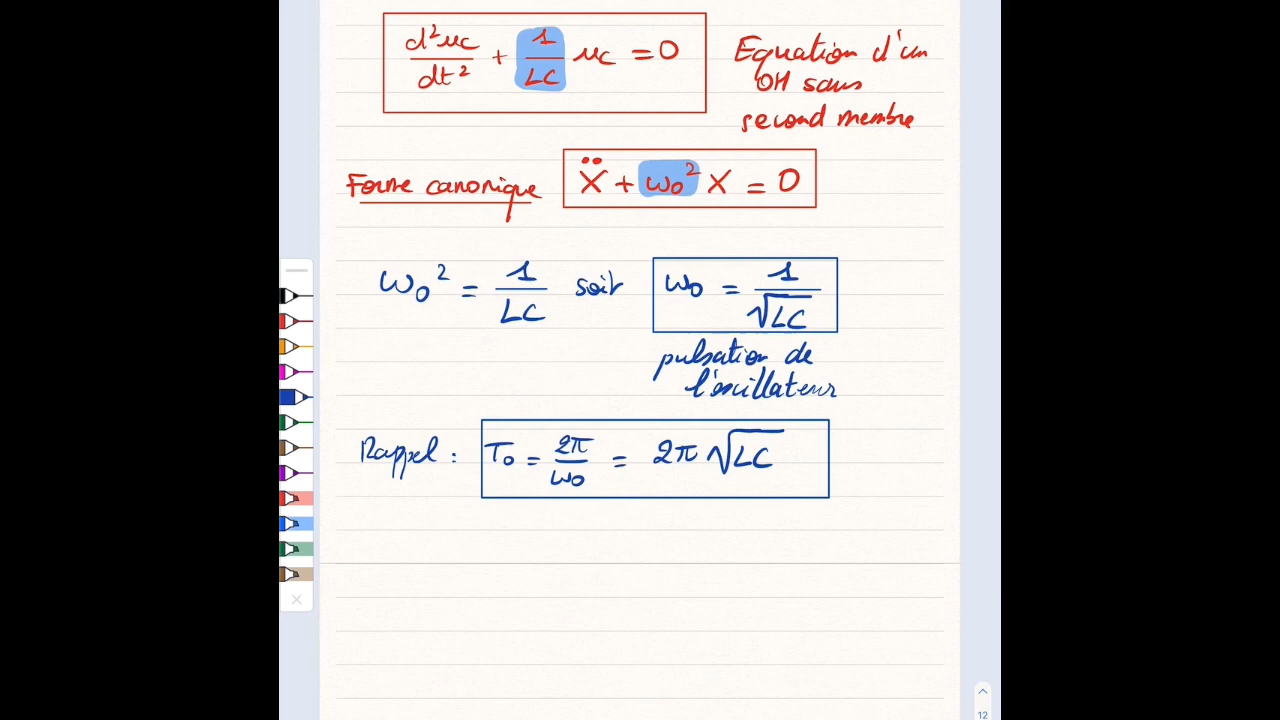 d²uc/dt² + 1/LC uc = 0
Equation d'un
OH sans
second membre
Forme canonique
Ẍ + ω0² X = 0
ω0² = 1/LC soit ω0 = 1/√LC
pulsation de
l'oscillateur
Rappel : T0 = 2π/ω0 = 2π √LC
12